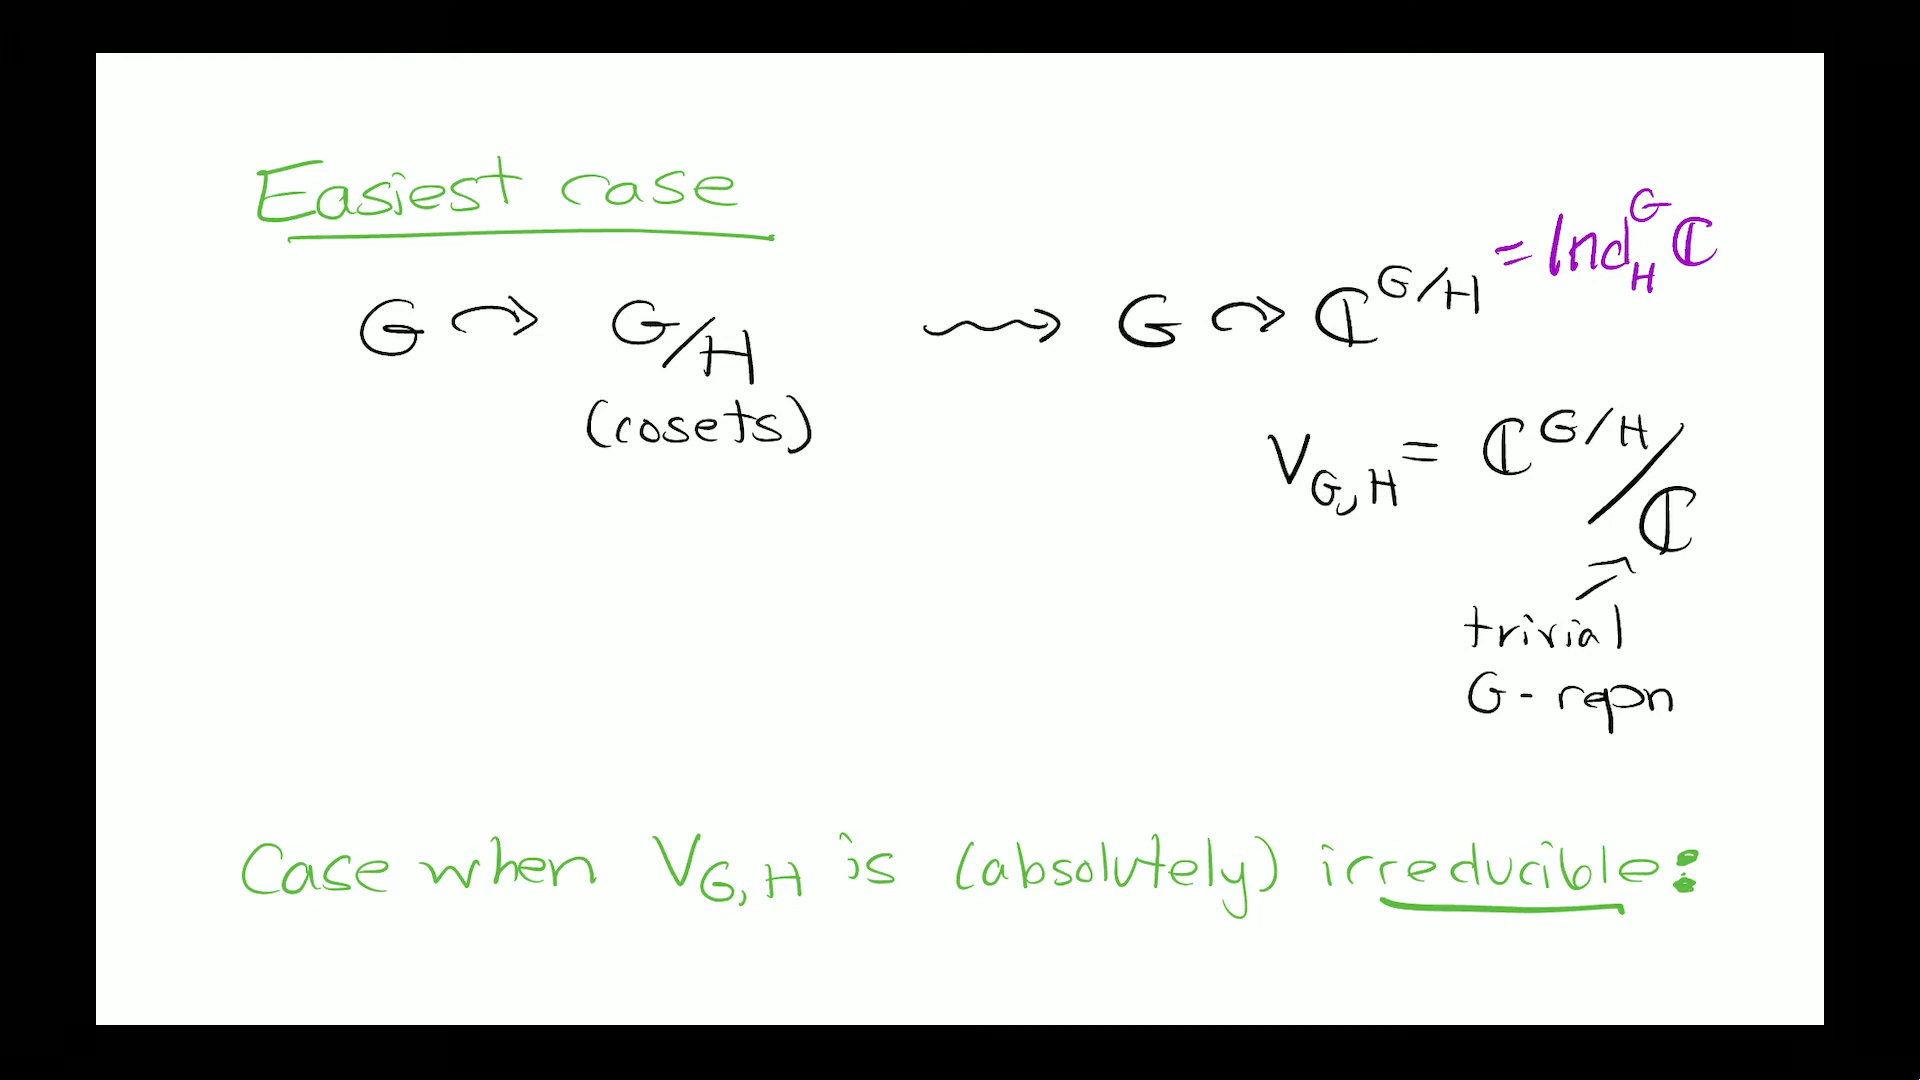 Easiest case
G ↷ G/H ⇝ G ↷ ℂ^{G/H} = Ind_H^G ℂ
(cosets)
V_{G,H} = ℂ^{G/H}/ℂ
trivial
G-repn
Case when V_{G,H} is (absolutely) irreducible: